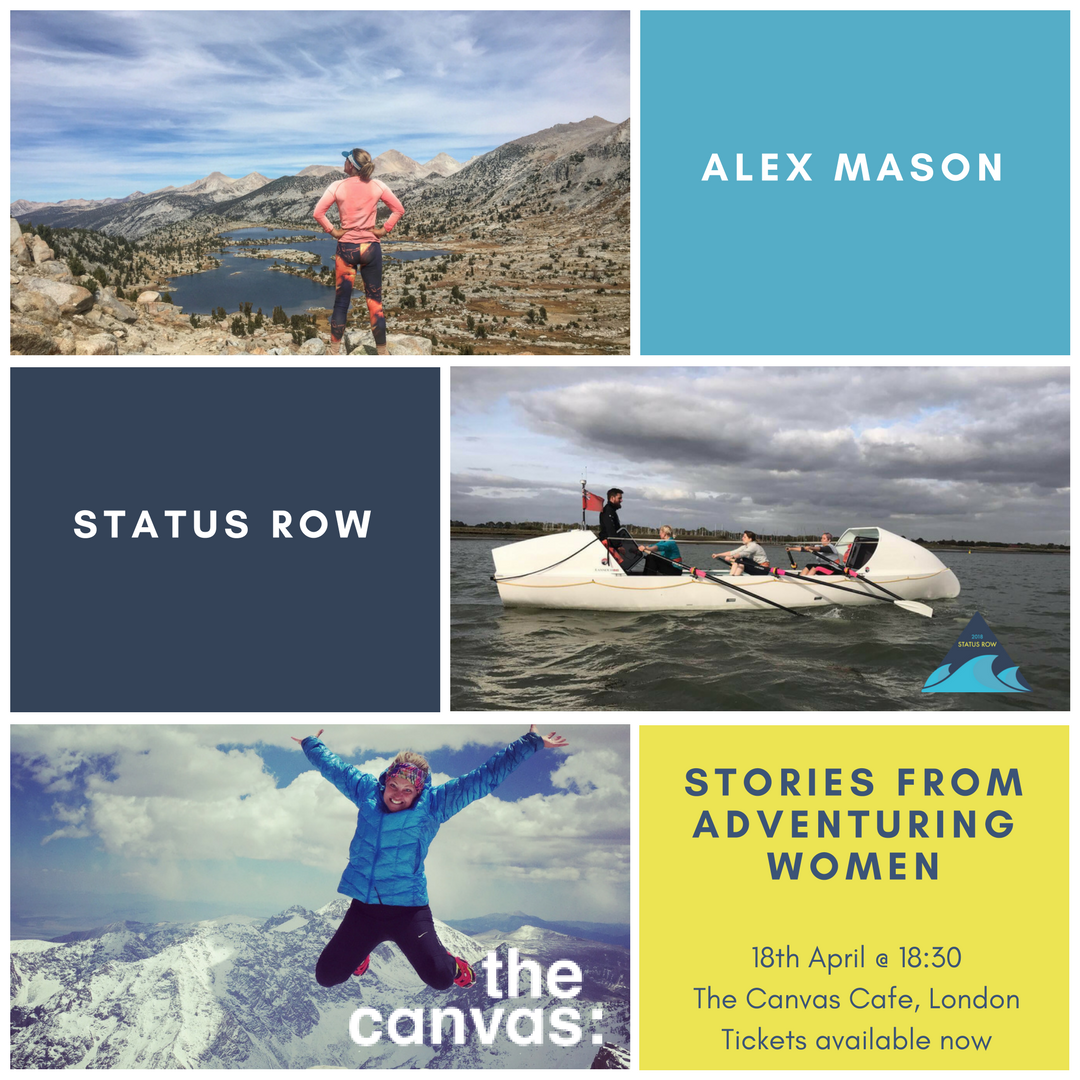 ALEX MASON
STATUS ROW
2018
STATUS ROW
the
canvas:
STORIES FROM
ADVENTURING
WOMEN
18th April @ 18:30
The Canvas Cafe, London
Tickets available now